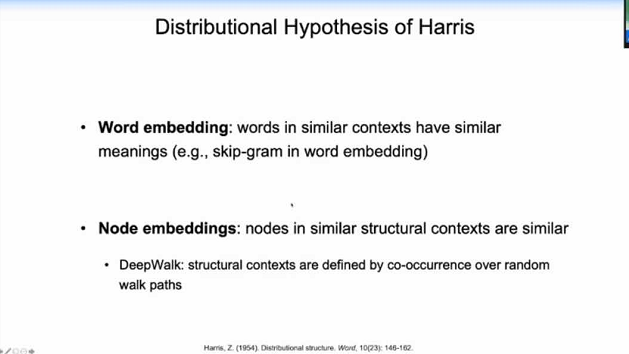 Distributional Hypothesis of Harris
• Word embedding: words in similar contexts have similar
meanings (e.g., skip-gram in word embedding)
• Node embeddings: nodes in similar structural contexts are similar
• DeepWalk: structural contexts are defined by co-occurrence over random
walk paths
Harris, Z. (1954). Distributional structure. Word, 10(23): 146-162.